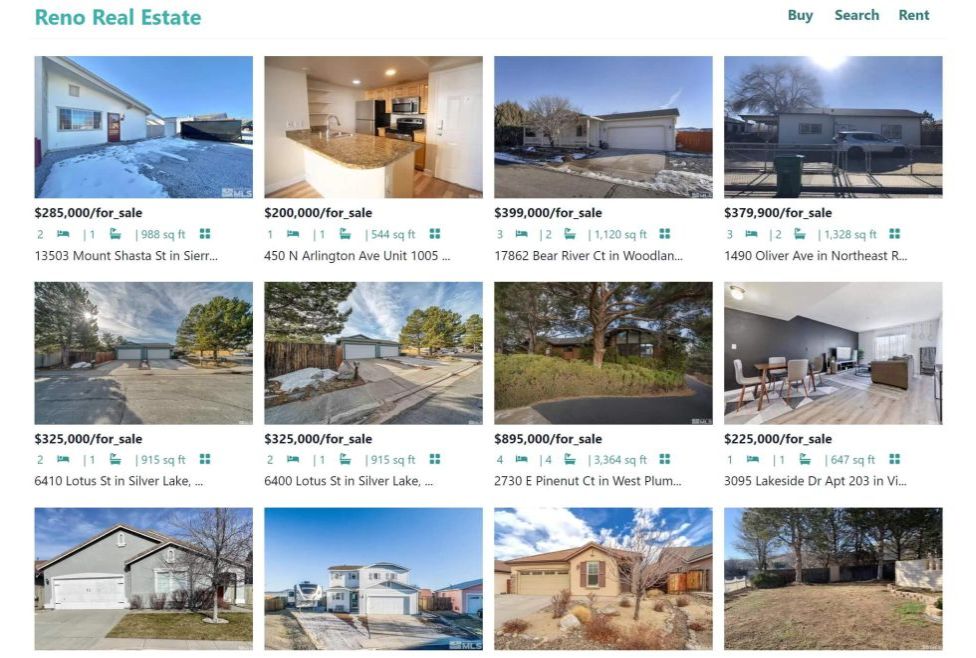 Reno Real Estate
Buy Search Rent
MLS
$285,000/for_sale
2 | 1 | 988 sq ft
13503 Mount Shasta St in Sierr...
$200,000/for_sale
1 | 1 | 544 sq ft
450 N Arlington Ave Unit 1005 ...
$399,000/for_sale
3 | 2 | 1,120 sq ft
17862 Bear River Ct in Woodlan...
$379,900/for_sale
3 | 2 | 1,328 sq ft
1490 Oliver Ave in Northeast R...
MLS
MLS
$325,000/for_sale
2 | 1 | 915 sq ft
6410 Lotus St in Silver Lake, ...
$325,000/for_sale
2 | 1 | 915 sq ft
6400 Lotus St in Silver Lake, ...
$895,000/for_sale
4 | 4 | 3,364 sq ft
2730 E Pinenut Ct in West Plum...
$225,000/for_sale
1 | 1 | 647 sq ft
3095 Lakeside Dr Apt 203 in Vi...
MLS